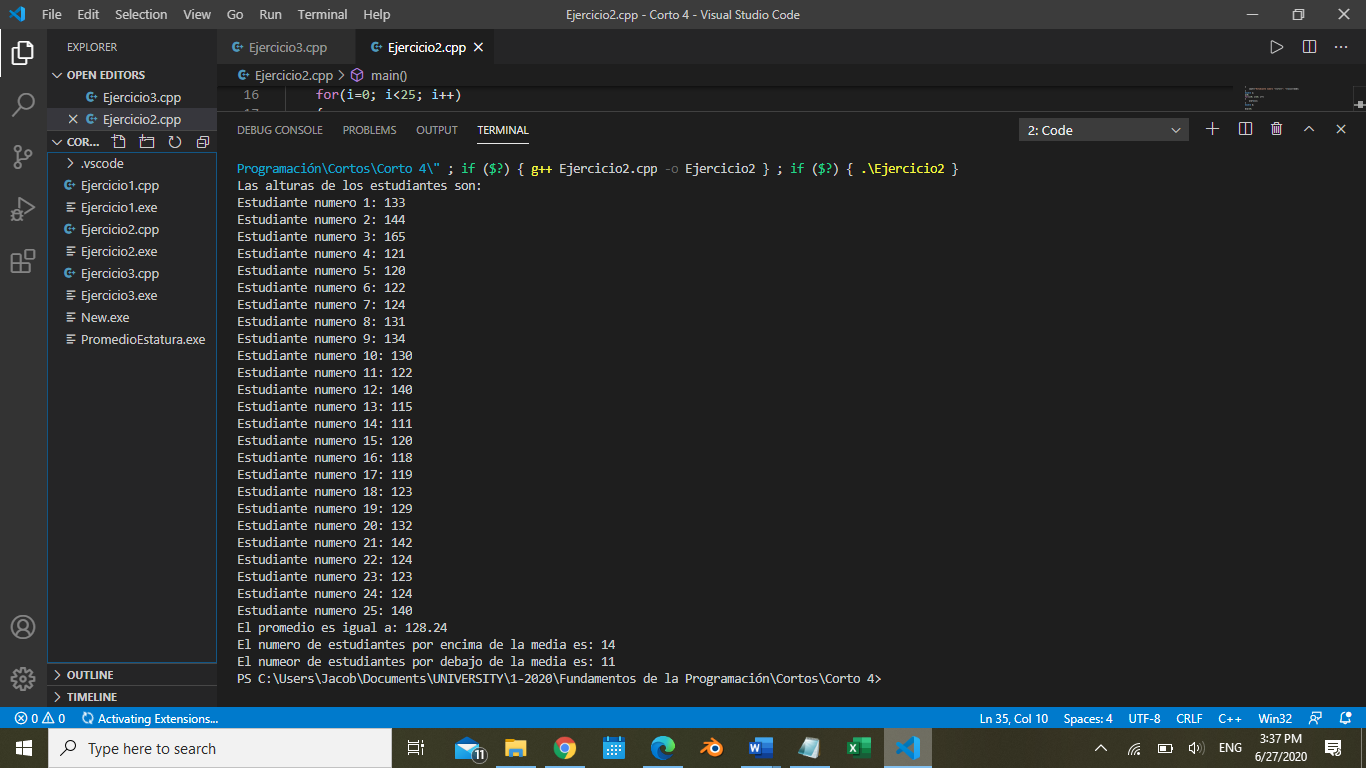 File Edit Selection View Go Run Terminal Help
Ejercicio2.cpp - Corto 4 - Visual Studio Code
EXPLORER
OPEN EDITORS
Ejercicio3.cpp
Ejercicio2.cpp
COR...
.vscode
Ejercicio1.cpp
Ejercicio1.exe
Ejercicio2.cpp
Ejercicio2.exe
Ejercicio3.cpp
Ejercicio3.exe
New.exe
PromedioEstatura.exe
OUTLINE
TIMELINE
Ejercicio3.cpp Ejercicio2.cpp
Ejercicio2.cpp > main()
16 for(i=0; i<25; i++)
DEBUG CONSOLE PROBLEMS OUTPUT TERMINAL
2: Code
Programación\Cortos\Corto 4\" ; if ($?) { g++ Ejercicio2.cpp -o Ejercicio2 } ; if ($?) { .\Ejercicio2 }
Las alturas de los estudiantes son:
Estudiante numero 1: 133
Estudiante numero 2: 144
Estudiante numero 3: 165
Estudiante numero 4: 121
Estudiante numero 5: 120
Estudiante numero 6: 122
Estudiante numero 7: 124
Estudiante numero 8: 131
Estudiante numero 9: 134
Estudiante numero 10: 130
Estudiante numero 11: 122
Estudiante numero 12: 140
Estudiante numero 13: 115
Estudiante numero 14: 111
Estudiante numero 15: 120
Estudiante numero 16: 118
Estudiante numero 17: 119
Estudiante numero 18: 123
Estudiante numero 19: 129
Estudiante numero 20: 132
Estudiante numero 21: 142
Estudiante numero 22: 124
Estudiante numero 23: 123
Estudiante numero 24: 124
Estudiante numero 25: 140
El promedio es igual a: 128.24
El numero de estudiantes por encima de la media es: 14
El numeor de estudiantes por debajo de la media es: 11
PS C:\Users\Jacob\Documents\UNIVERSITY\1-2020\Fundamentos de la Programación\Cortos\Corto 4>
0 0 Activating Extensions...
Ln 35, Col 10 Spaces: 4 UTF-8 CRLF C++ Win32
Type here to search
11
ENG
3:37 PM
6/27/2020